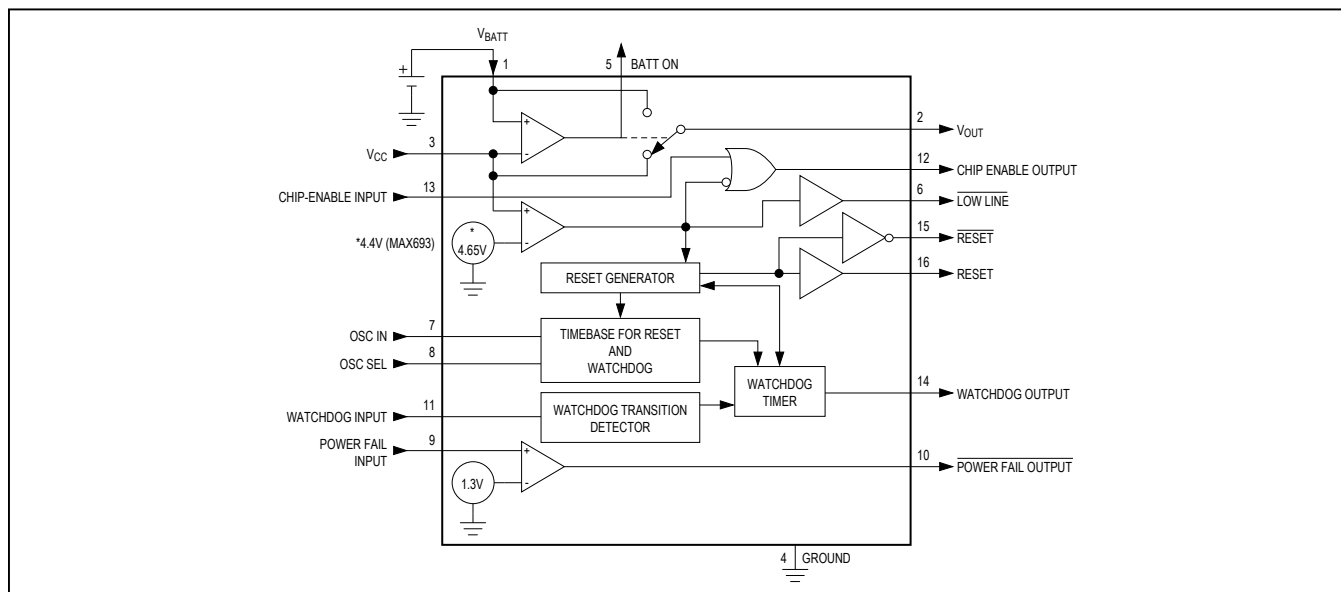 VBATT
1
5 BATT ON
+
2
VOUT
+
-
3
VCC
12
CHIP ENABLE OUTPUT
13
CHIP-ENABLE INPUT
6
LOW LINE
+
-
15
RESET
*
4.65V
*4.4V (MAX693)
16
RESET
RESET GENERATOR
7
OSC IN
TIMEBASE FOR RESET
AND
WATCHDOG
8
OSC SEL
WATCHDOG
TIMER
14
WATCHDOG OUTPUT
11
WATCHDOG INPUT
WATCHDOG TRANSITION
DETECTOR
9
POWER FAIL
INPUT
+
-
10
POWER FAIL OUTPUT
1.3V
4 GROUND